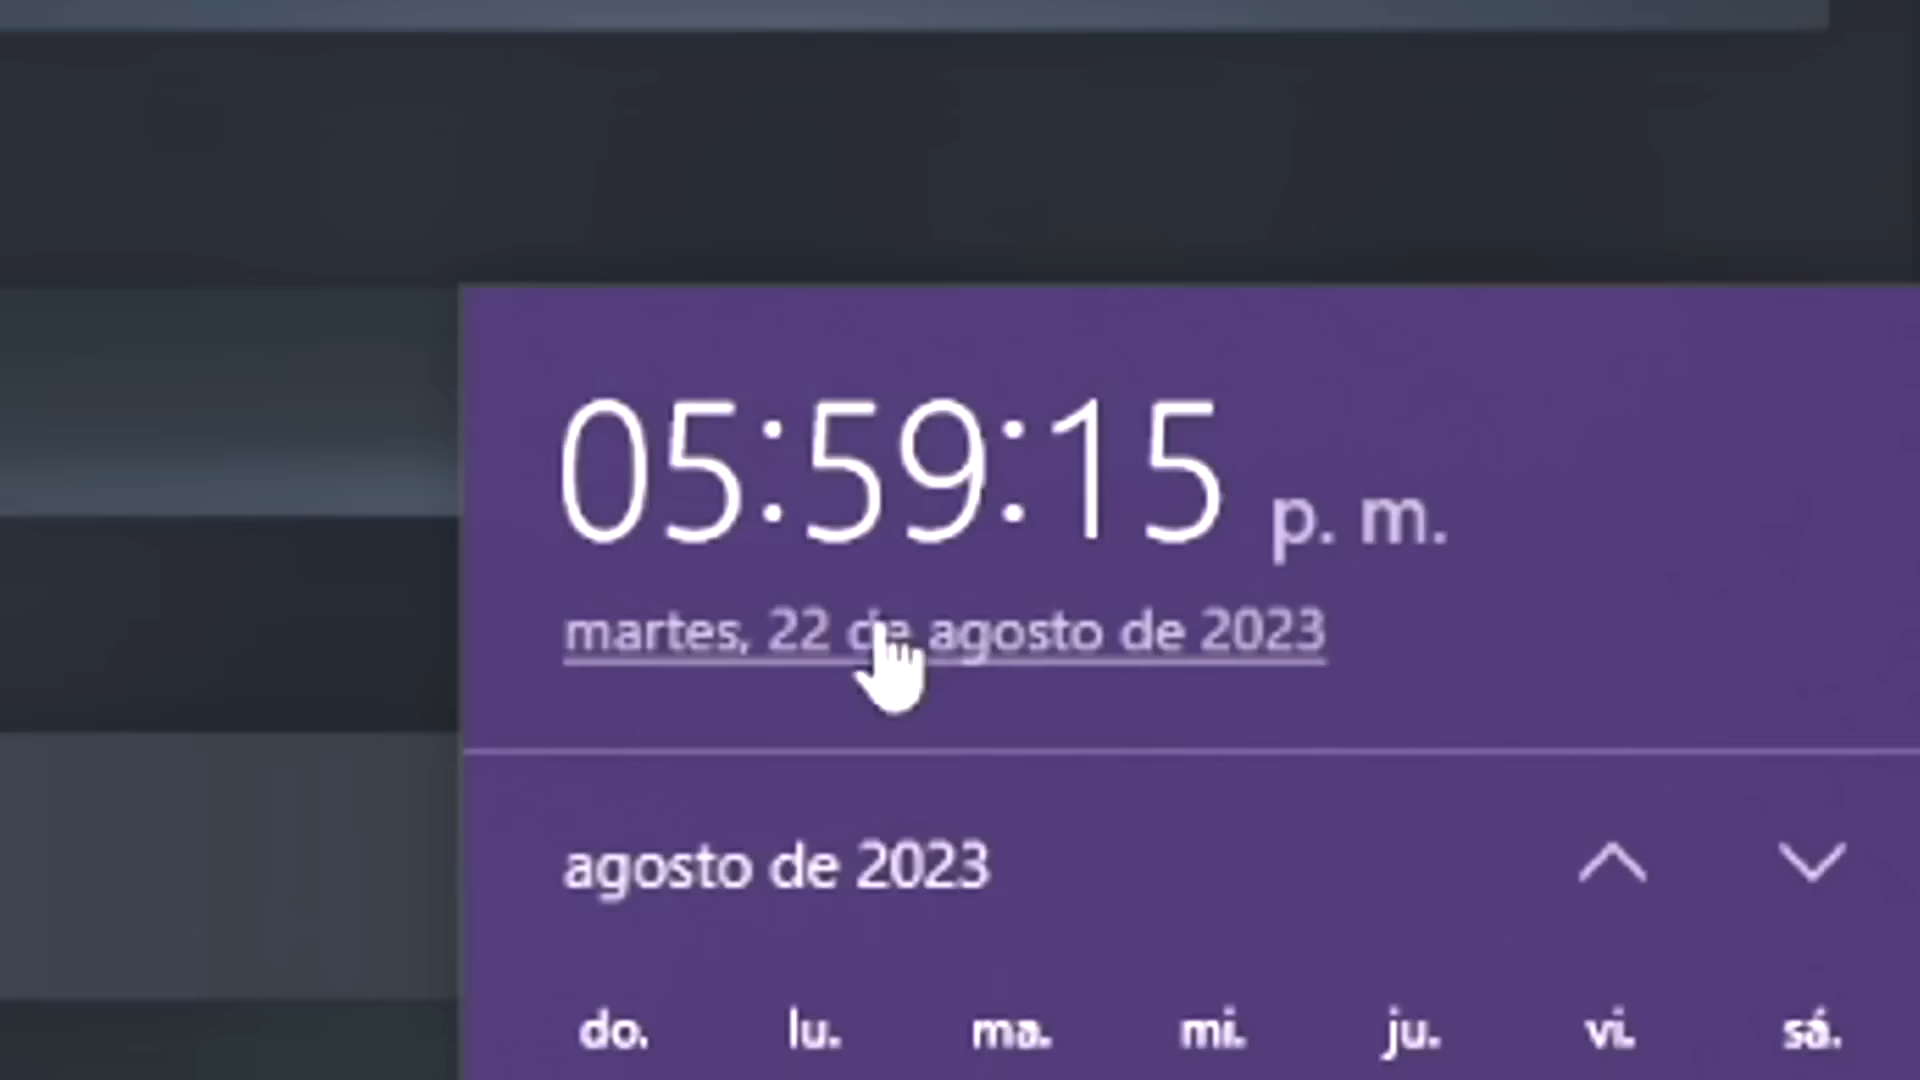 05:59:15 p. m.
martes, 22 de agosto de 2023
agosto de 2023
do. lu. ma. mi. ju. vi. sá.